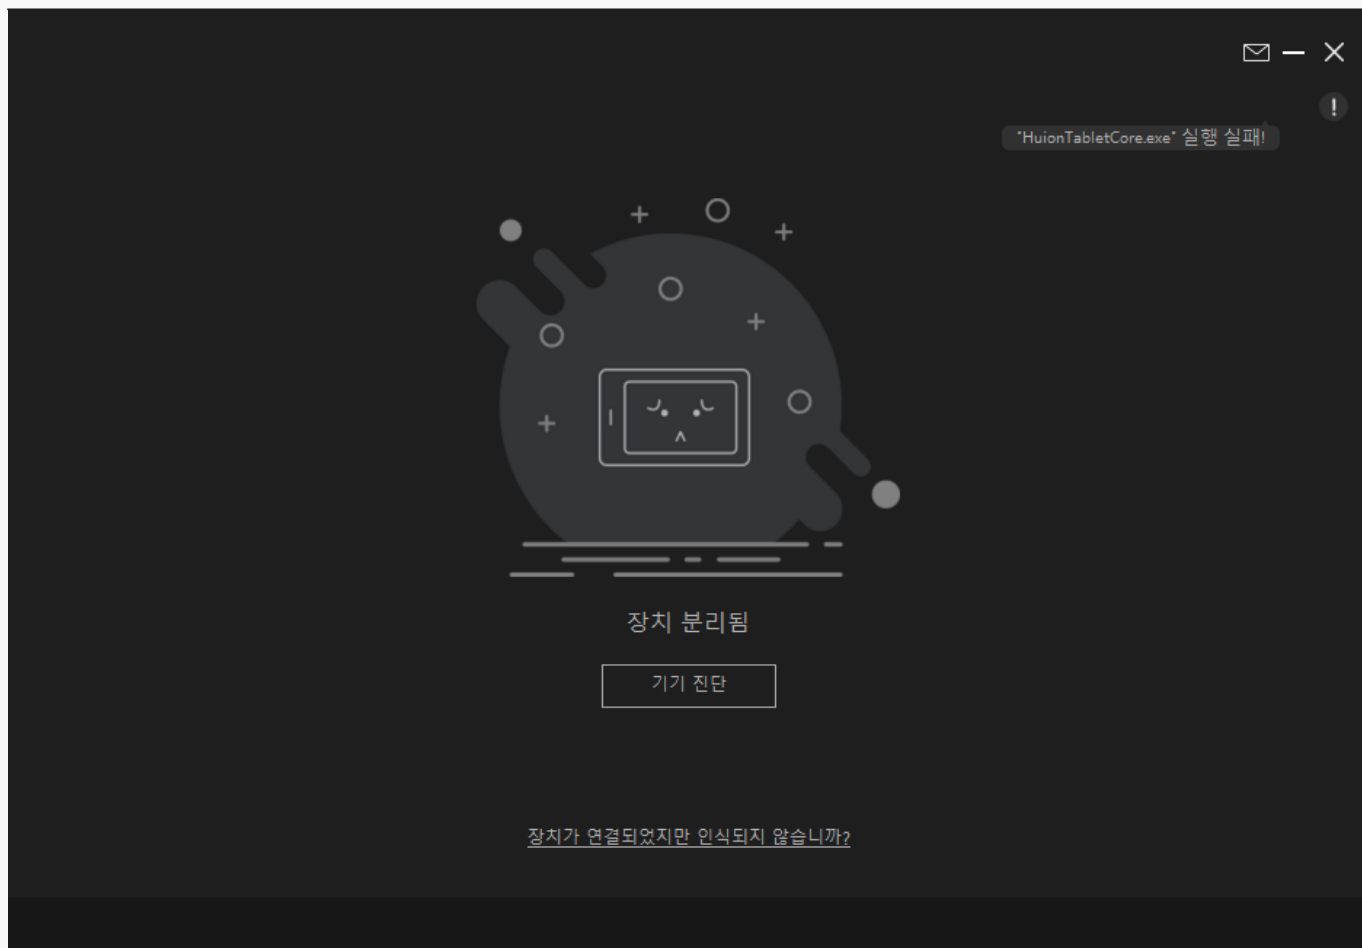 "HuionTabletCore.exe" 실행 실패!
장치 분리됨
기기 진단
장치가 연결되었지만 인식되지 않습니까?